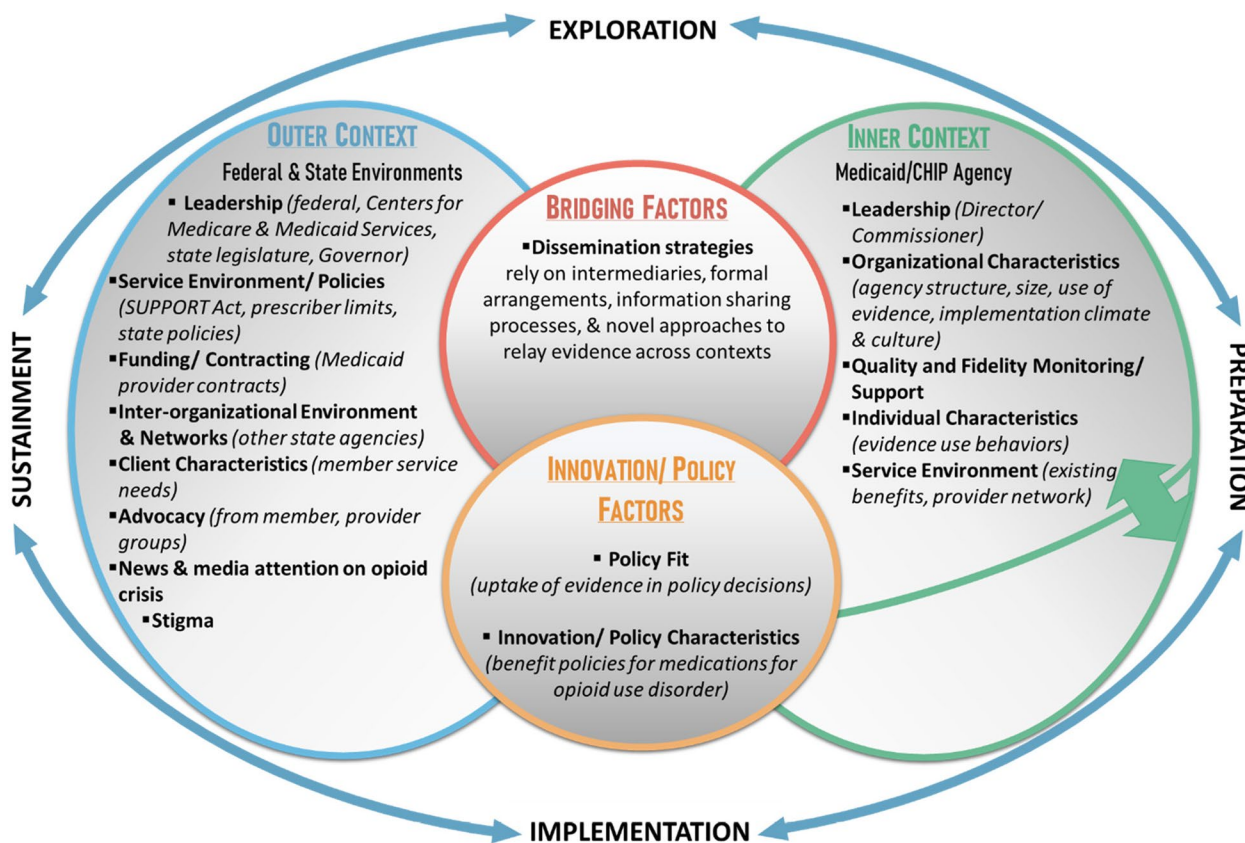 EXPLORATION
OUTER CONTEXT
Federal & State Environments
▪ Leadership (federal, Centers for
Medicare & Medicaid Services,
state legislature, Governor)
▪Service Environment/ Policies
(SUPPORT Act, prescriber limits,
state policies)
▪Funding/ Contracting (Medicaid
provider contracts)
▪Inter-organizational Environment
& Networks (other state agencies)
▪Client Characteristics (member service
needs)
▪Advocacy (from member, provider
groups)
▪News & media attention on opioid
crisis
▪Stigma
BRIDGING FACTORS
▪Dissemination strategies
rely on intermediaries, formal
arrangements, information sharing
processes, & novel approaches to
relay evidence across contexts
INNOVATION/ POLICY
FACTORS
▪ Policy Fit
(uptake of evidence in policy decisions)
▪ Innovation/ Policy Characteristics
(benefit policies for medications for
opioid use disorder)
INNER CONTEXT
Medicaid/CHIP Agency
▪Leadership (Director/
Commissioner)
▪Organizational Characteristics
(agency structure, size, use of
evidence, implementation climate
& culture)
▪Quality and Fidelity Monitoring/
Support
▪Individual Characteristics
(evidence use behaviors)
▪Service Environment (existing
benefits, provider network)
PREPARATION
IMPLEMENTATION
SUSTAINMENT